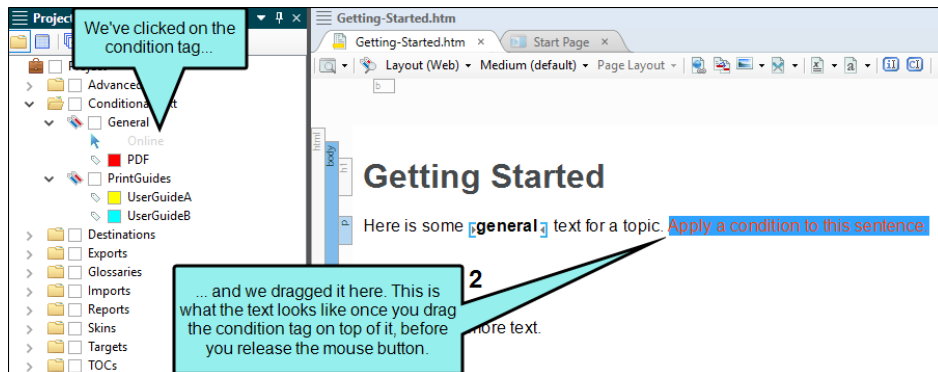 Project
Getting-Started.htm
We've clicked on the
condition tag...
Getting-Started.htm × Start Page ×
Layout (Web) Medium (default) Page Layout
Advanced
Conditional Text
General
Online
PDF
PrintGuides
UserGuideA
UserGuideB
Destinations
Exports
Glossaries
Imports
Reports
Skins
Targets
TOCs
b
html
body
h1
Getting Started
p
Here is some general text for a topic. Apply a condition to this sentence.
2
more text.
... and we dragged it here. This is
what the text looks like once you drag
the condition tag on top of it, before
you release the mouse button.